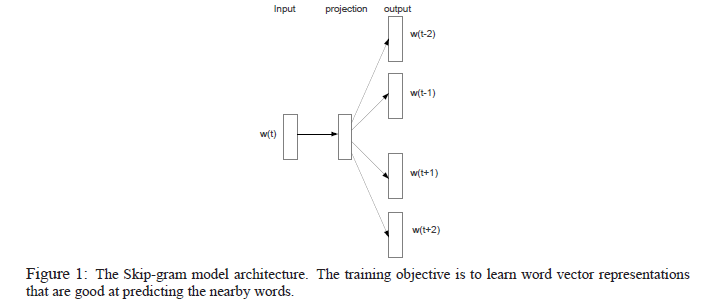 Input projection output
w(t-2)
w(t-1)
w(t)
w(t+1)
w(t+2)
Figure 1: The Skip-gram model architecture. The training objective is to learn word vector representations
that are good at predicting the nearby words.